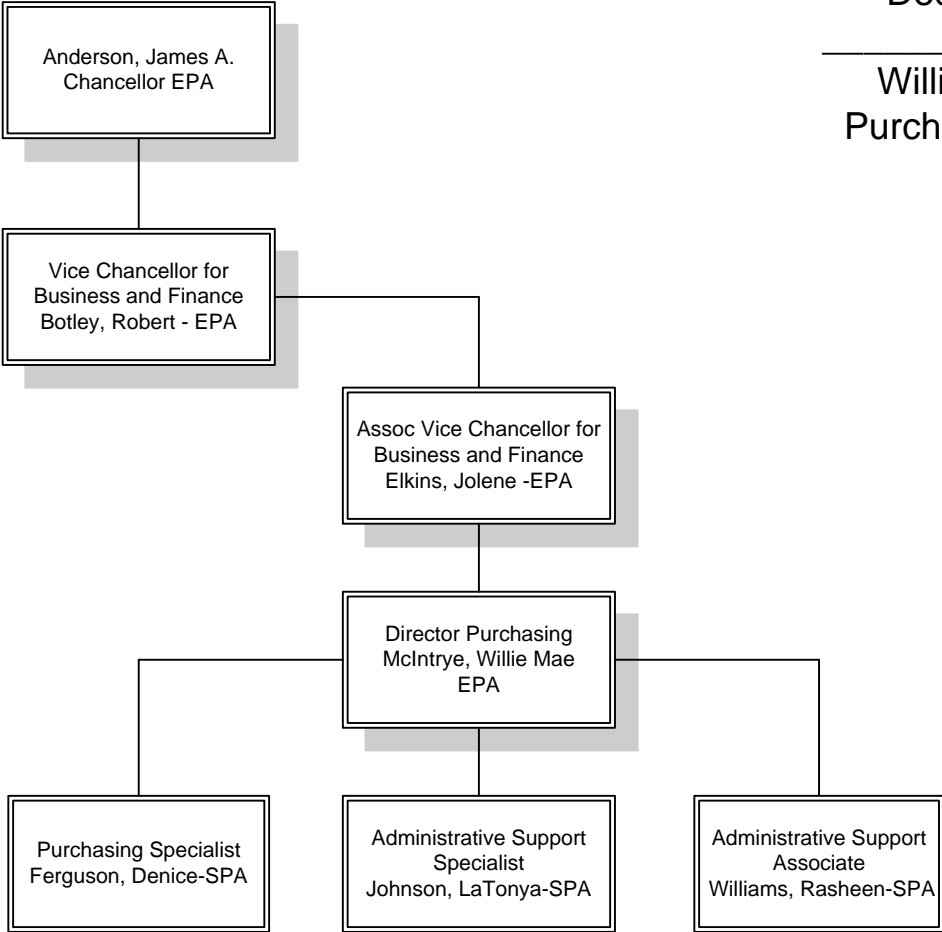 Anderson, James A.
Chancellor EPA
Vice Chancellor for
Business and Finance
Botley, Robert - EPA
Assoc Vice Chancellor for
Business and Finance
Elkins, Jolene -EPA
Director Purchasing
McIntrye, Willie Mae
EPA
Purchasing Specialist
Ferguson, Denice-SPA
Administrative Support
Specialist
Johnson, LaTonya-SPA
Administrative Support
Associate
Williams, Rasheen-SPA